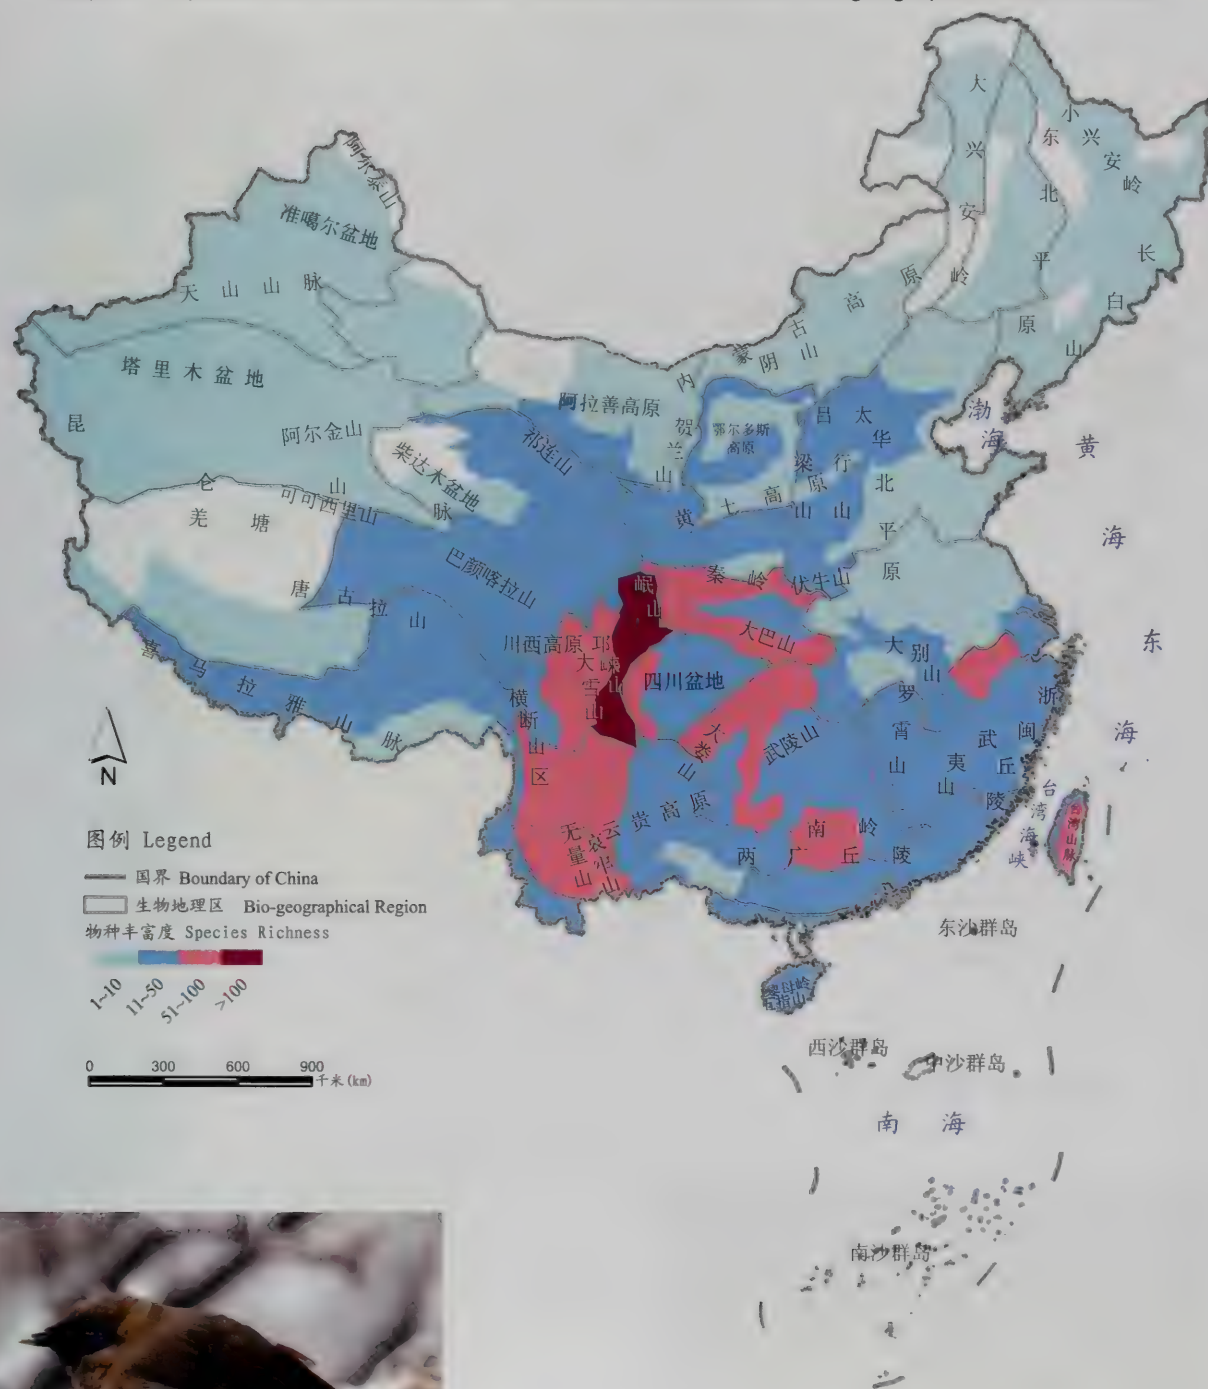 阿尔泰山
准噶尔盆地
天山山脉
塔里木盆地
昆仑山脉
阿尔金山
柴达木盆地
可可西里山
羌塘
唐古拉山
喜马拉雅山脉
巴颜喀拉山
祁连山
阿拉善高原
内蒙古高原
阴山
贺兰山
鄂尔多斯
高原
吕梁山
太行山
华北平原
大兴安岭
小兴安岭
东北平原
长白山
渤海
黄海
东海
秦岭
伏牛山
岷山
大巴山
川西高原
邛崃山
大雪山
四川盆地
横断山区
大别山
罗霄山
武夷山
浙闽丘陵
武陵山
大娄山
云贵高原
无量山
哀牢山
南岭
两广丘陵
台湾海峡
台湾山脉
东沙群岛
西沙群岛
中沙群岛
南海
南沙群岛
N
图例 Legend
国界 Boundary of China
生物地理区 Bio-geographical Region
物种丰富度 Species Richness
1~10 11~50 51~100 >100
0 300 600 900
千米(km)